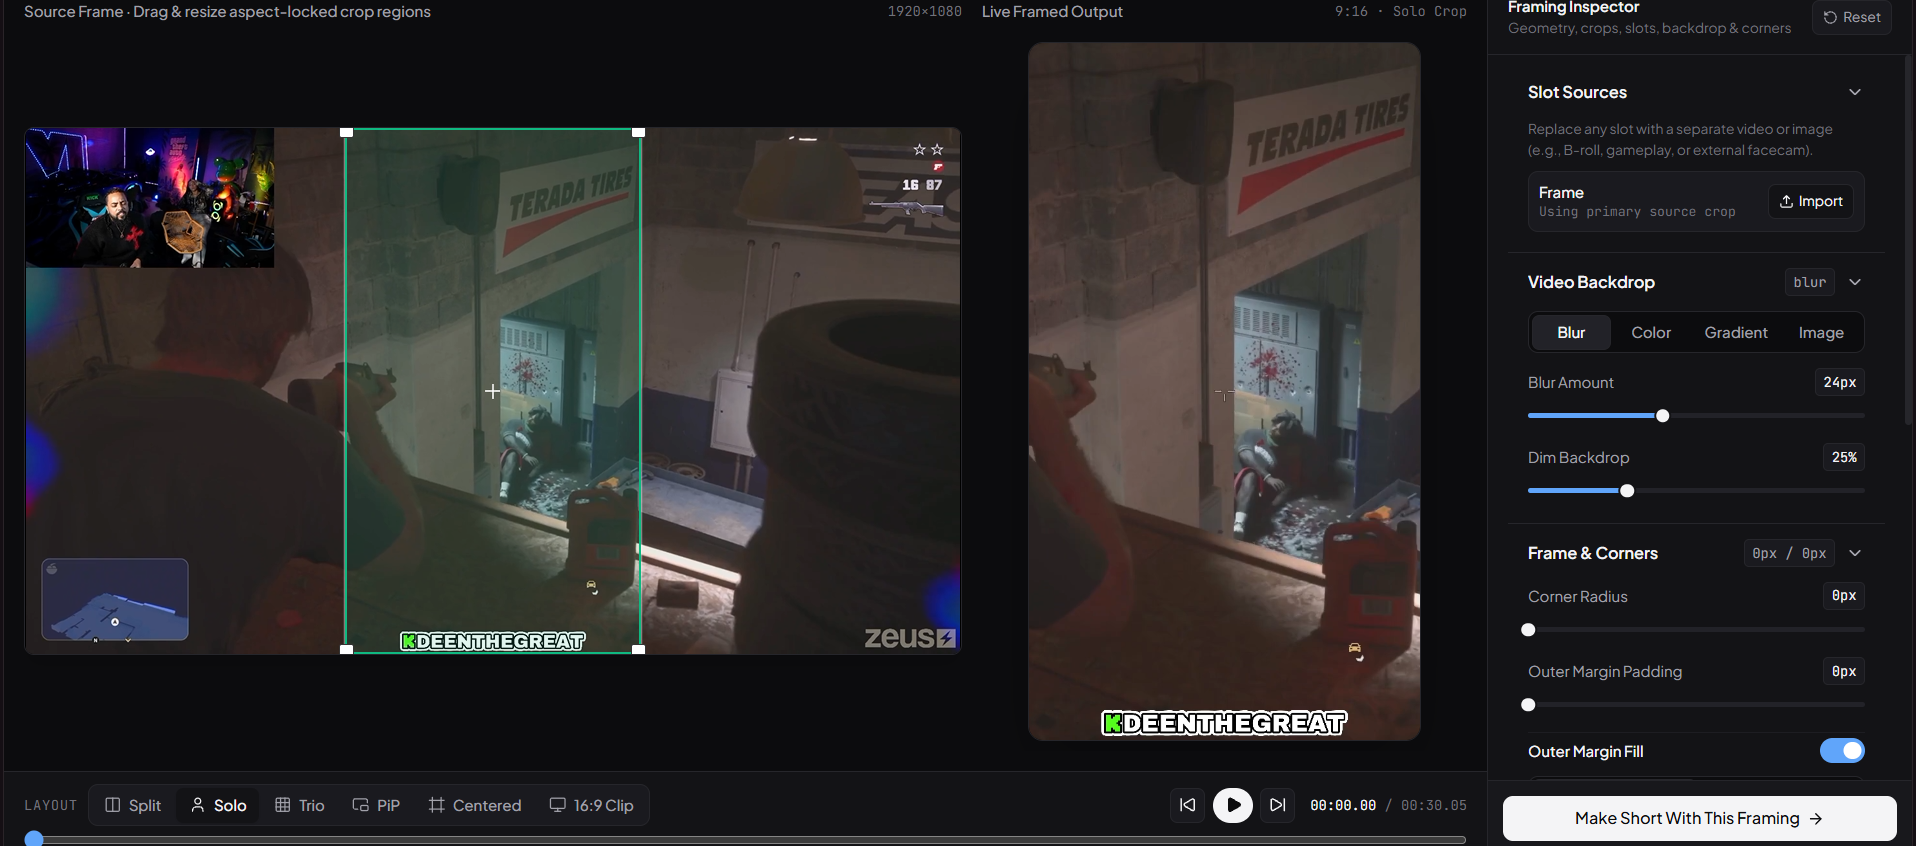 Source Frame · Drag & resize aspect-locked crop regions
1920×1080
Live Framed Output
9:16 · Solo Crop
Framing Inspector
Geometry, crops, slots, backdrop & corners
Reset
TERADA TIRES
16 87
KDEENTHEGREAT
zeus
TERADA TIRES
KDEENTHEGREAT
Slot Sources
Replace any slot with a separate video or image
(e.g., B-roll, gameplay, or external facecam).
Frame
Using primary source crop
Import
Video Backdrop
blur
Blur
Color
Gradient
Image
Blur Amount
24px
Dim Backdrop
25%
Frame & Corners
0px / 0px
Corner Radius
0px
Outer Margin Padding
0px
Outer Margin Fill
LAYOUT
Split
Solo
Trio
PiP
Centered
16:9 Clip
00:00.00 / 00:30.05
Make Short With This Framing →